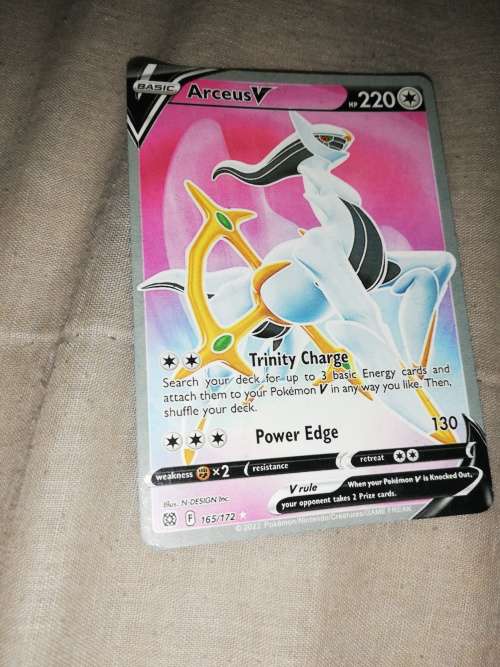 BASIC ArceusV HP 220
Trinity Charge
Search your deck for up to 3 basic Energy cards and
attach them to your Pokémon V in any way you like. Then,
shuffle your deck.
Power Edge 130
weakness ×2 resistance retreat
V rule When your Pokémon V is Knocked Out,
your opponent takes 2 Prize cards.
Illus. N-DESIGN Inc.
F 165/172
© 2022 Pokémon/Nintendo/Creatures/GAME FREAK